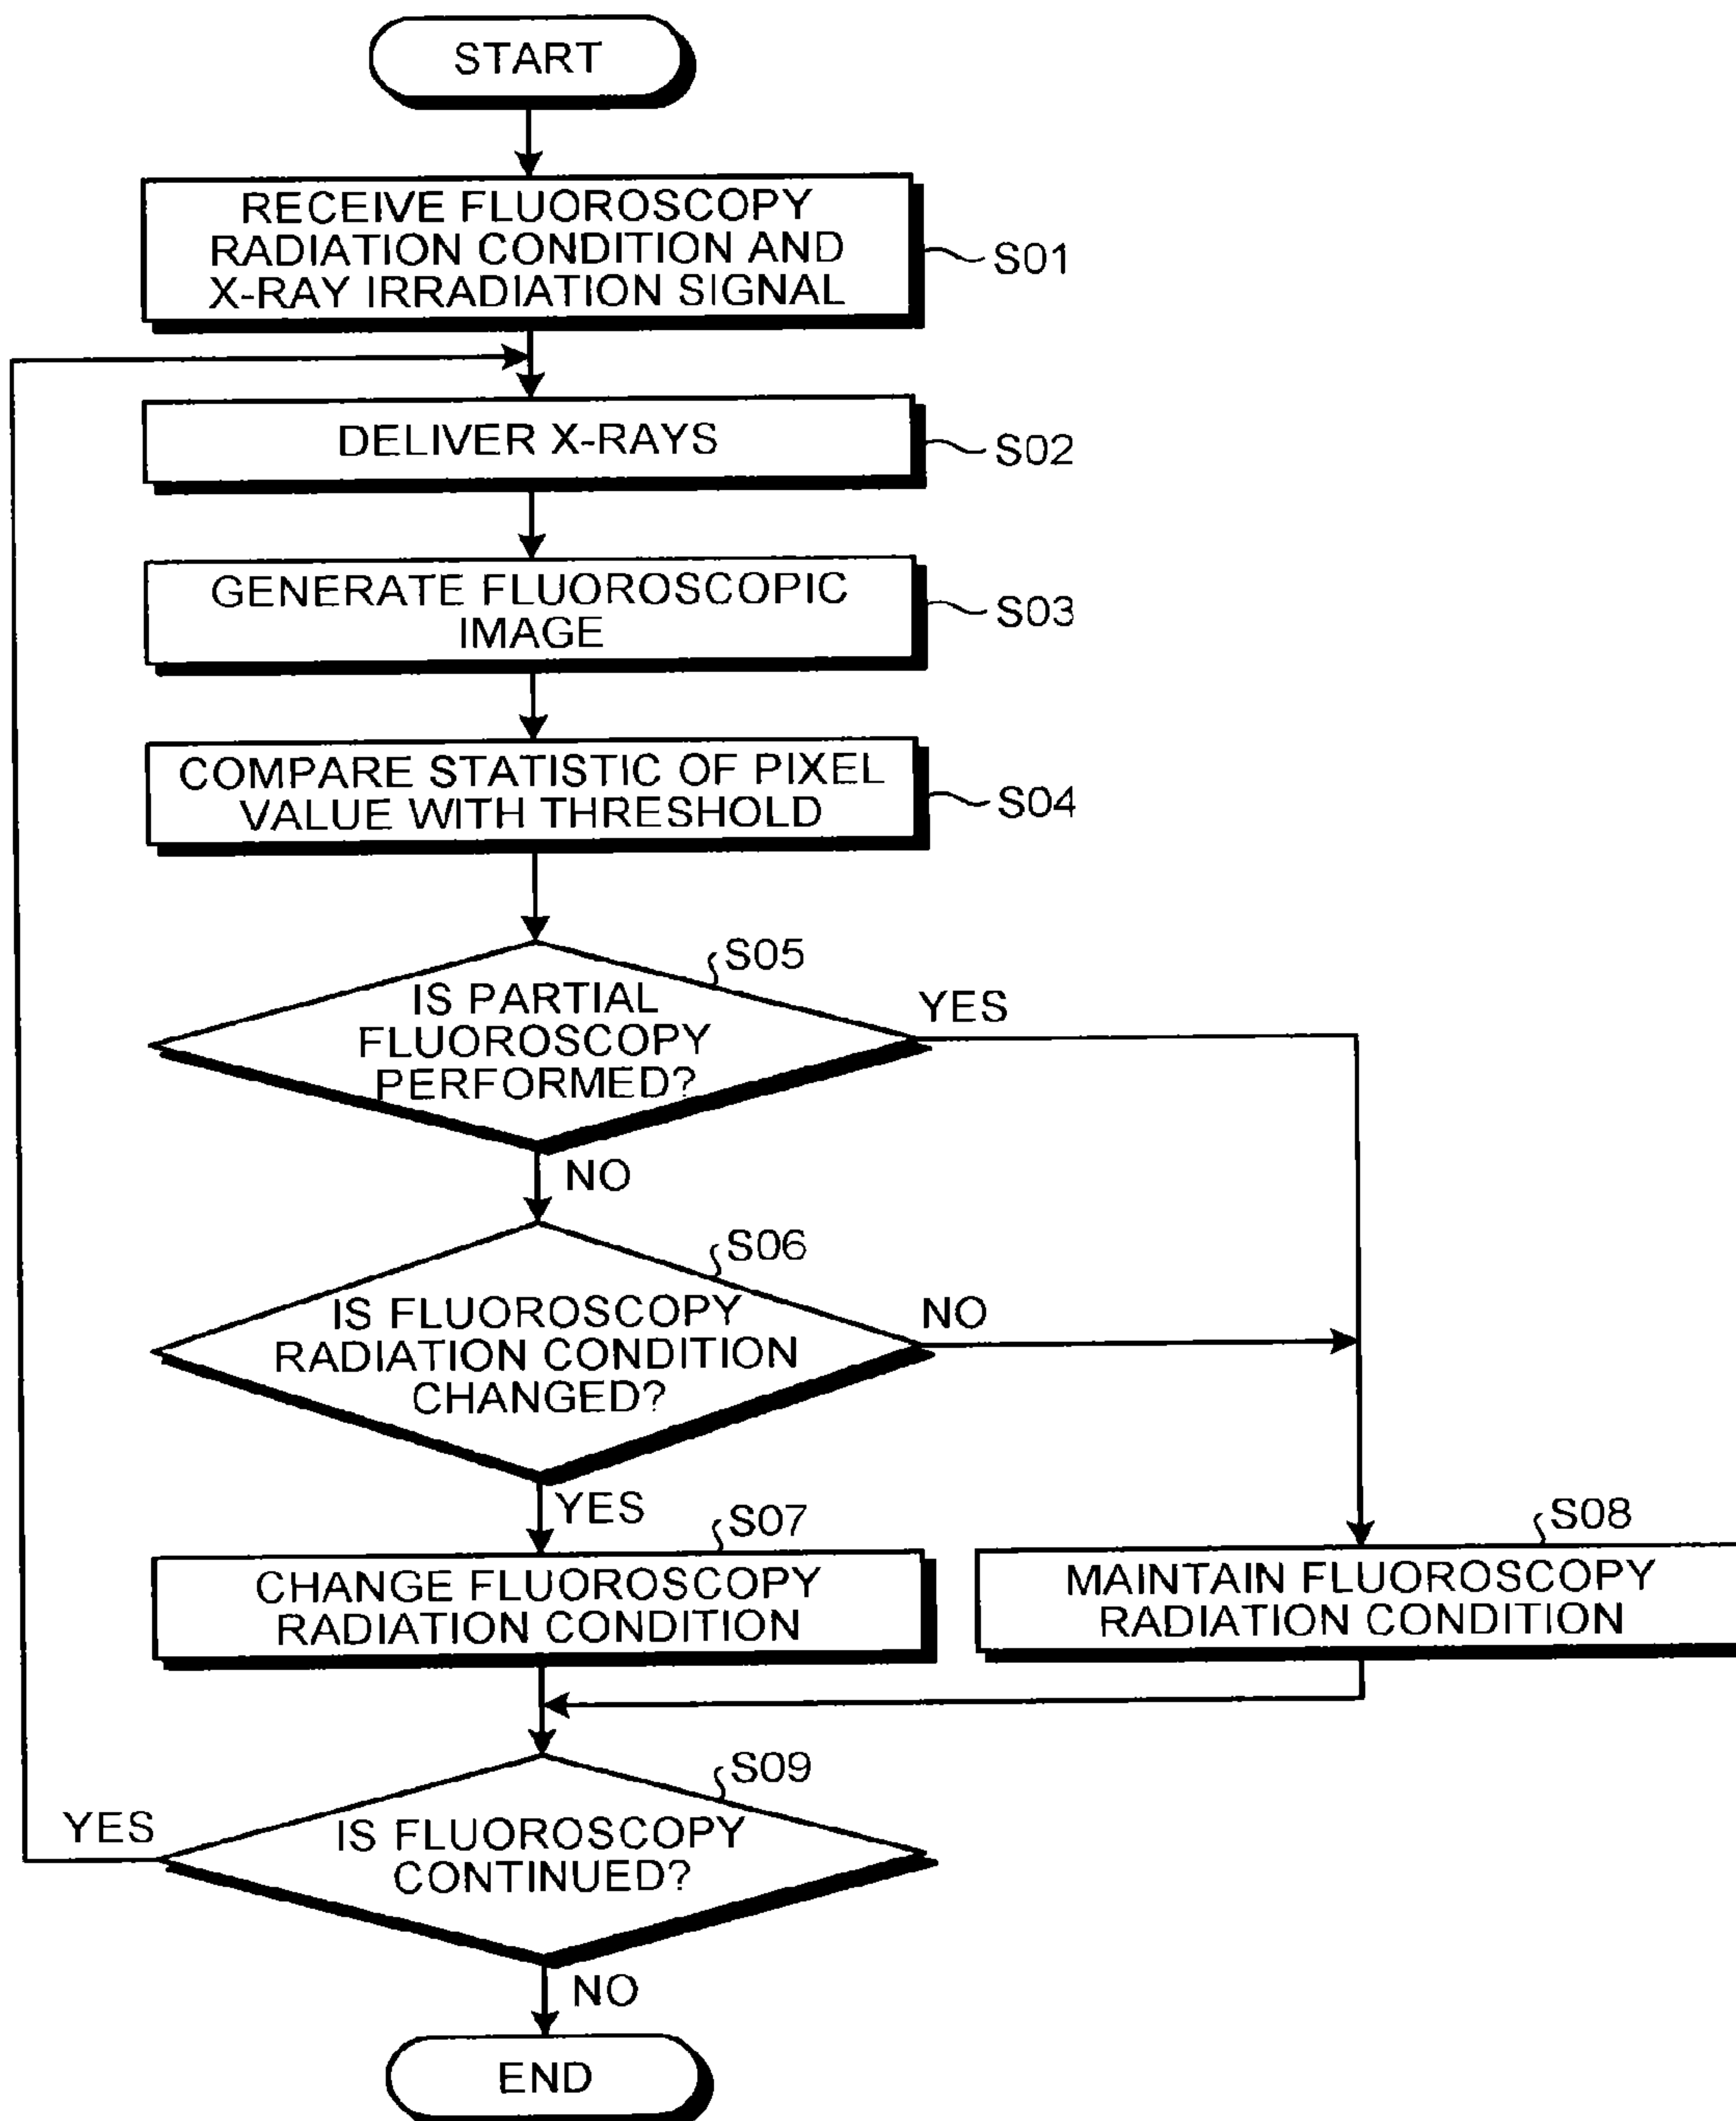 START
RECEIVE FLUOROSCOPY
RADIATION CONDITION AND
X-RAY IRRADIATION SIGNAL
S01
DELIVER X-RAYS
S02
GENERATE FLUOROSCOPIC
IMAGE
S03
COMPARE STATISTIC OF PIXEL
VALUE WITH THRESHOLD
S04
S05
IS PARTIAL
FLUOROSCOPY
PERFORMED?
YES
NO
S06
IS FLUOROSCOPY
RADIATION CONDITION
CHANGED?
NO
YES
S07
CHANGE FLUOROSCOPY
RADIATION CONDITION
S08
MAINTAIN FLUOROSCOPY
RADIATION CONDITION
S09
IS FLUOROSCOPY
CONTINUED?
YES
NO
END